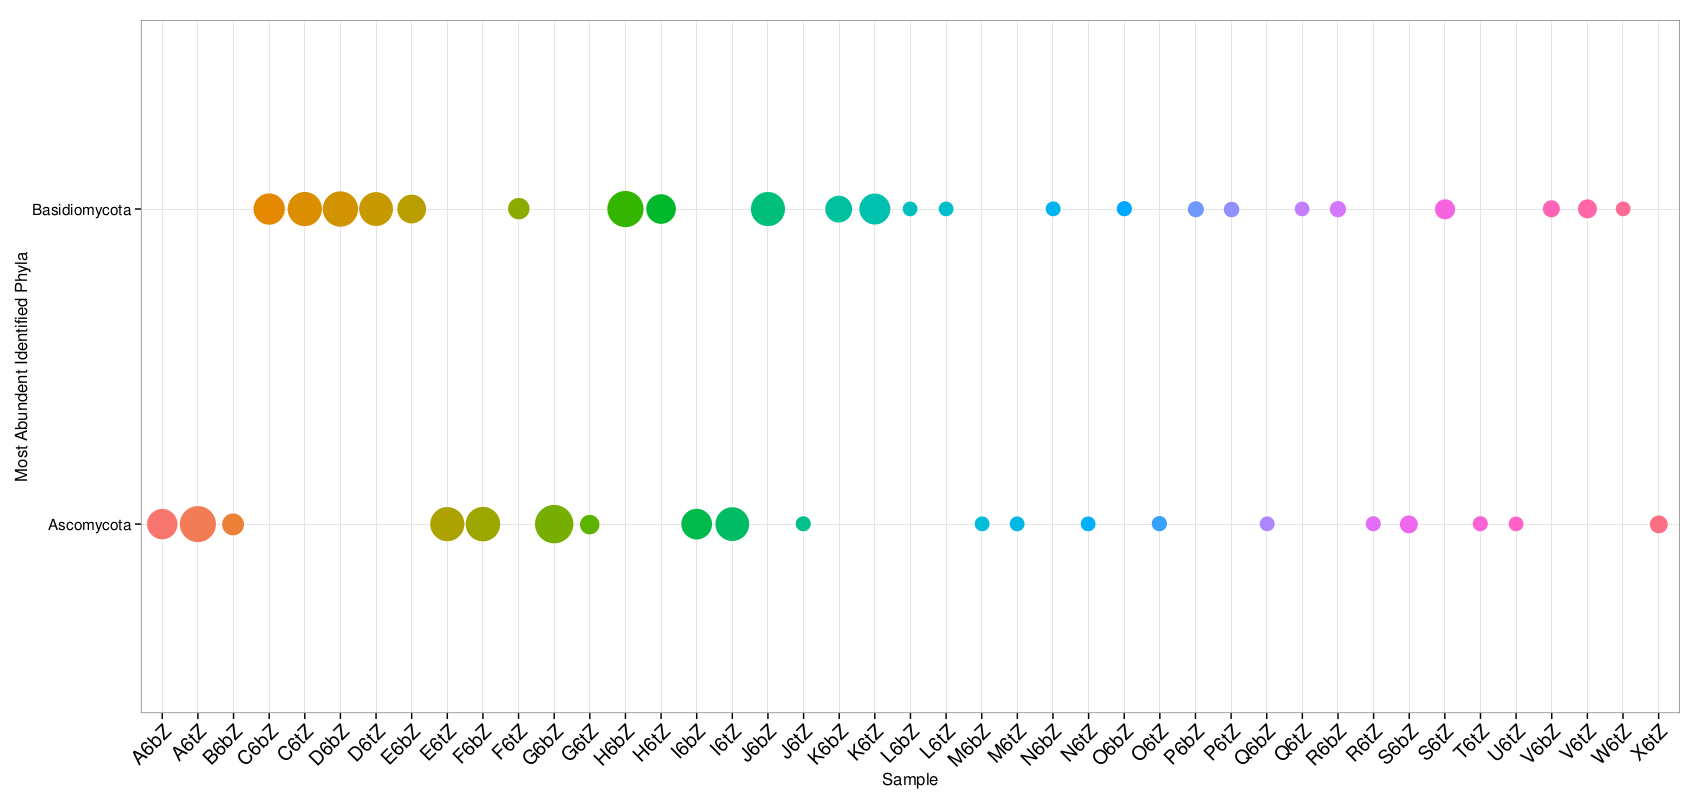 Most Abundent Identified Phyla
Basidiomycota
Ascomycota
A6bZ A6tZ B6bZ C6bZ C6tZ D6bZ D6tZ E6bZ E6tZ F6bZ F6tZ G6bZ G6tZ H6bZ H6tZ I6bZ I6tZ J6bZ J6tZ K6bZ K6tZ L6bZ L6tZ M6bZ M6tZ N6bZ N6tZ O6bZ O6tZ P6bZ P6tZ Q6bZ Q6tZ R6bZ R6tZ S6bZ S6tZ T6tZ U6tZ V6bZ V6tZ W6tZ X6tZ
Sample